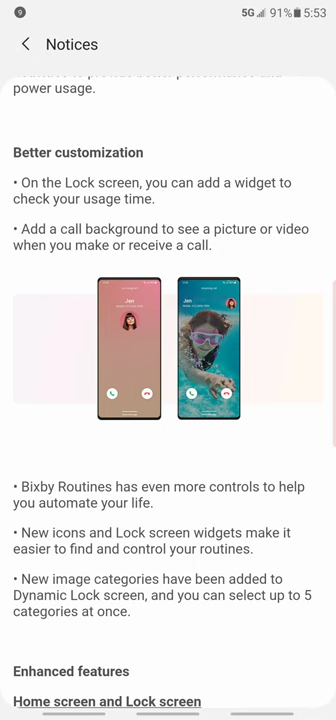 9
5G 91% 5:53
Notices
power usage.
Better customization
• On the Lock screen, you can add a widget to
check your usage time.
• Add a call background to see a picture or video
when you make or receive a call.
Jen
Jen
• Bixby Routines has even more controls to help
you automate your life.
• New icons and Lock screen widgets make it
easier to find and control your routines.
• New image categories have been added to
Dynamic Lock screen, and you can select up to 5
categories at once.
Enhanced features
Home screen and Lock screen